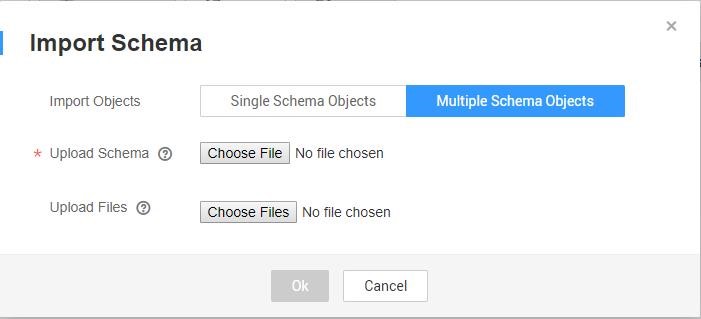 Import Schema
Import Objects Single Schema Objects Multiple Schema Objects
* Upload Schema ? Choose File No file chosen
Upload Files ? Choose Files No file chosen
Ok Cancel